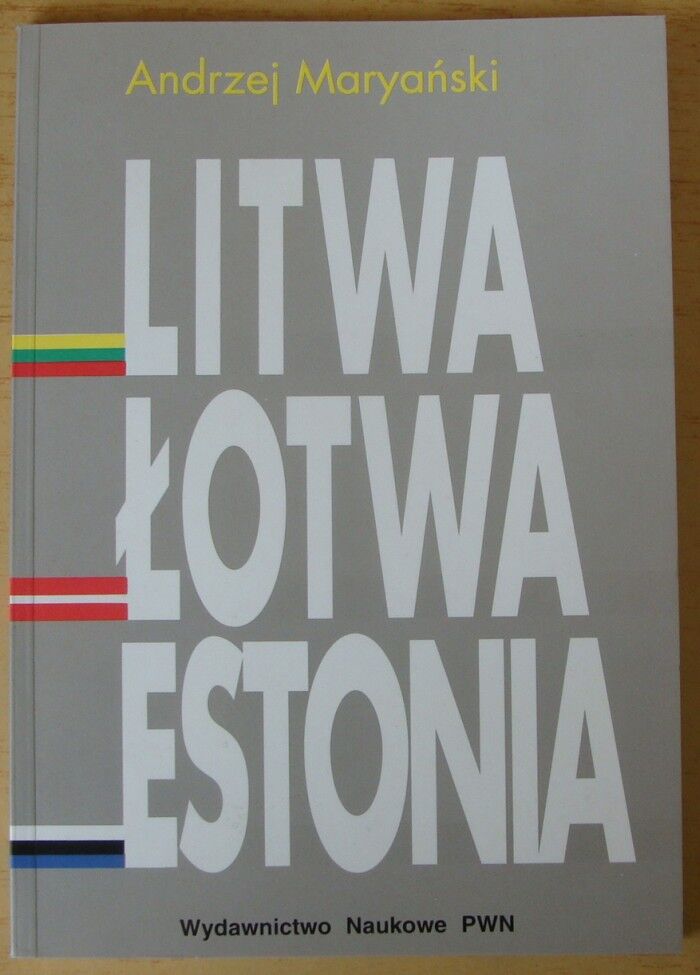 Andrzej Maryański
LITWA
ŁOTWA
ESTONIA
Wydawnictwo Naukowe PWN